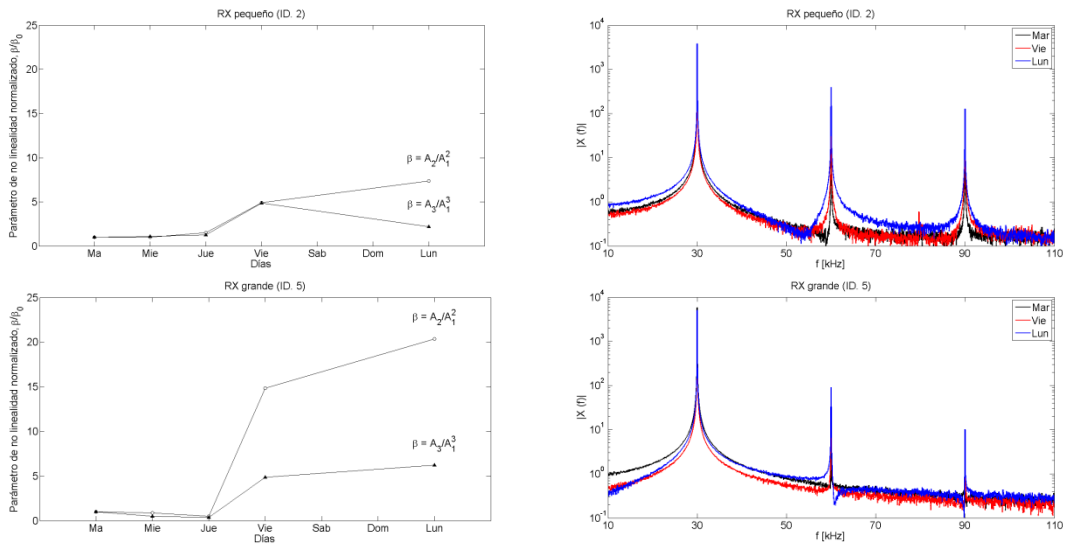 RX pequeño (ID. 2)
Parámetro de no linealidad normalizado, β/β0
25
20
15
10
5
0
β = A2/A1^2
β = A3/A1^3
Ma Mie Jue Vie Sab Dom Lun
Días
RX pequeño (ID. 2)
|X (f)|
10^4
10^3
10^2
10^1
10^0
10^-1
Mar
Vie
Lun
10 30 50 70 90 110
f [kHz]
RX grande (ID. 5)
Parámetro de no linealidad normalizado, β/β0
25
20
15
10
5
0
β = A2/A1^2
β = A3/A1^3
Ma Mie Jue Vie Sab Dom Lun
Días
RX grande (ID. 5)
|X (f)|
10^4
10^3
10^2
10^1
10^0
10^-1
Mar
Vie
Lun
10 30 50 70 90 110
f [kHz]